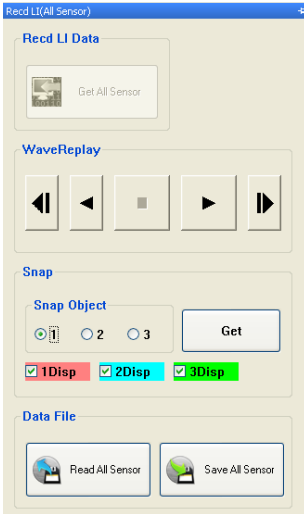 Recd LI(All Sensor)
Recd LI Data
Get All Sensor
WaveReplay
Snap
Snap Object
1 2 3
Get
1Disp 2Disp 3Disp
Data File
Read All Sensor Save All Sensor